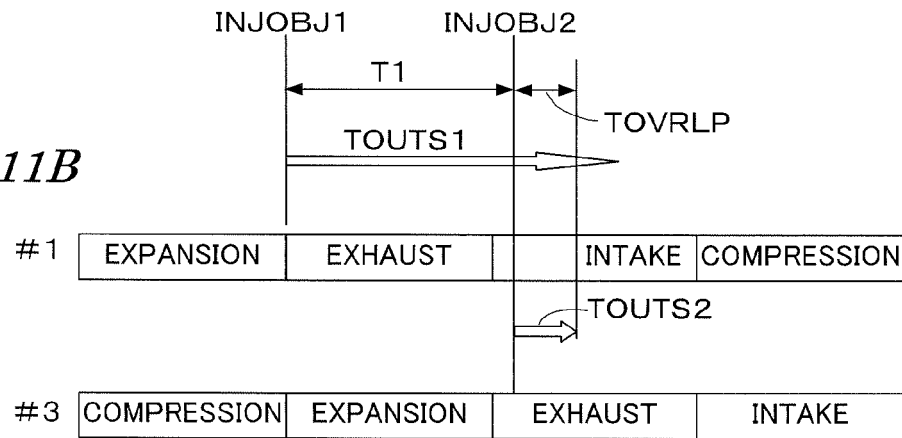 INJOBJ1 INJOBJ2
T1
TOVRLP
TOUTS1
11B
#1 EXPANSION EXHAUST INTAKE COMPRESSION
TOUTS2
#3 COMPRESSION EXPANSION EXHAUST INTAKE